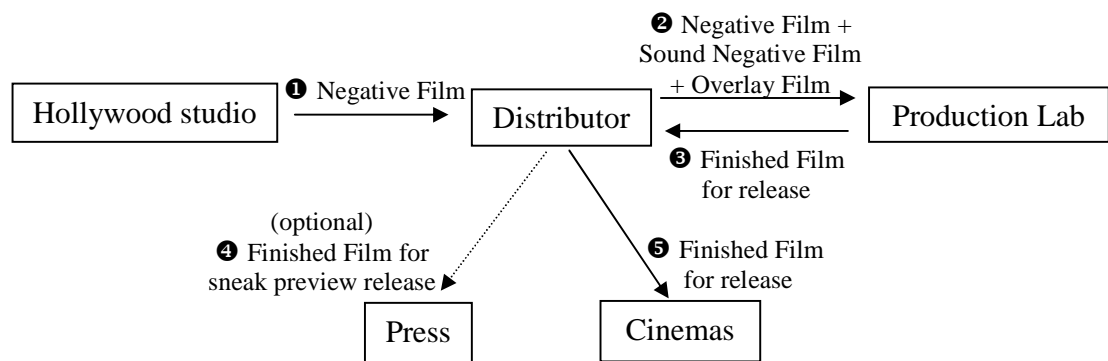 ❷ Negative Film +
Sound Negative Film
+ Overlay Film
❶ Negative Film
Hollywood studio
Distributor
Production Lab
❸ Finished Film
for release
(optional)
❹ Finished Film for
sneak preview release
❺ Finished Film
for release
Press
Cinemas